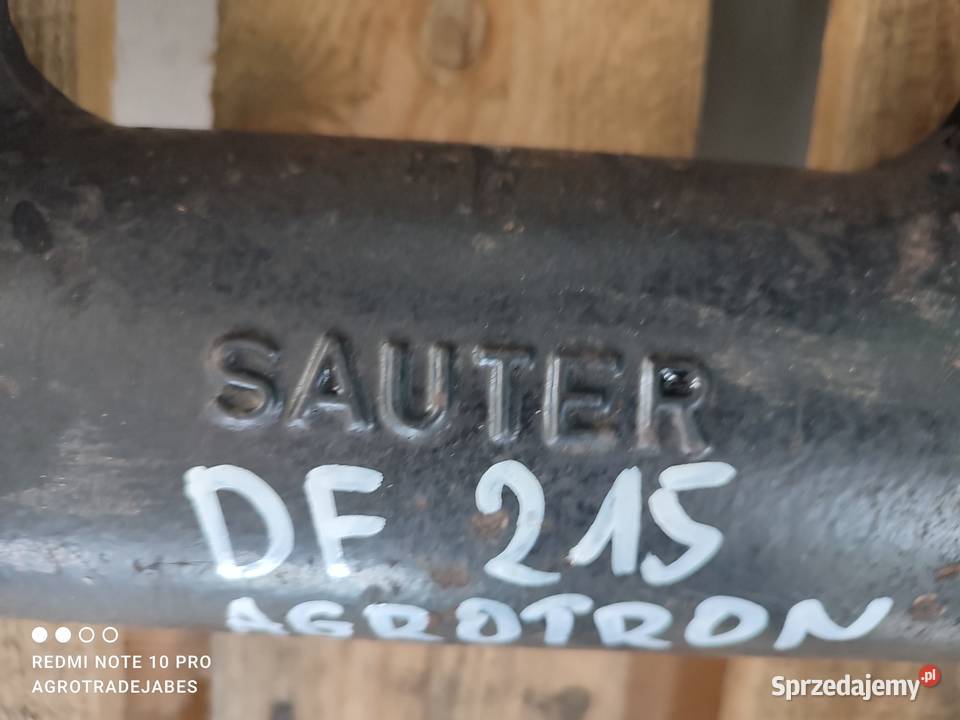 SAUTER
DF 215
AGROTRON
REDMI NOTE 10 PRO
AGROTRADEJABES
Sprzedajemy.pl